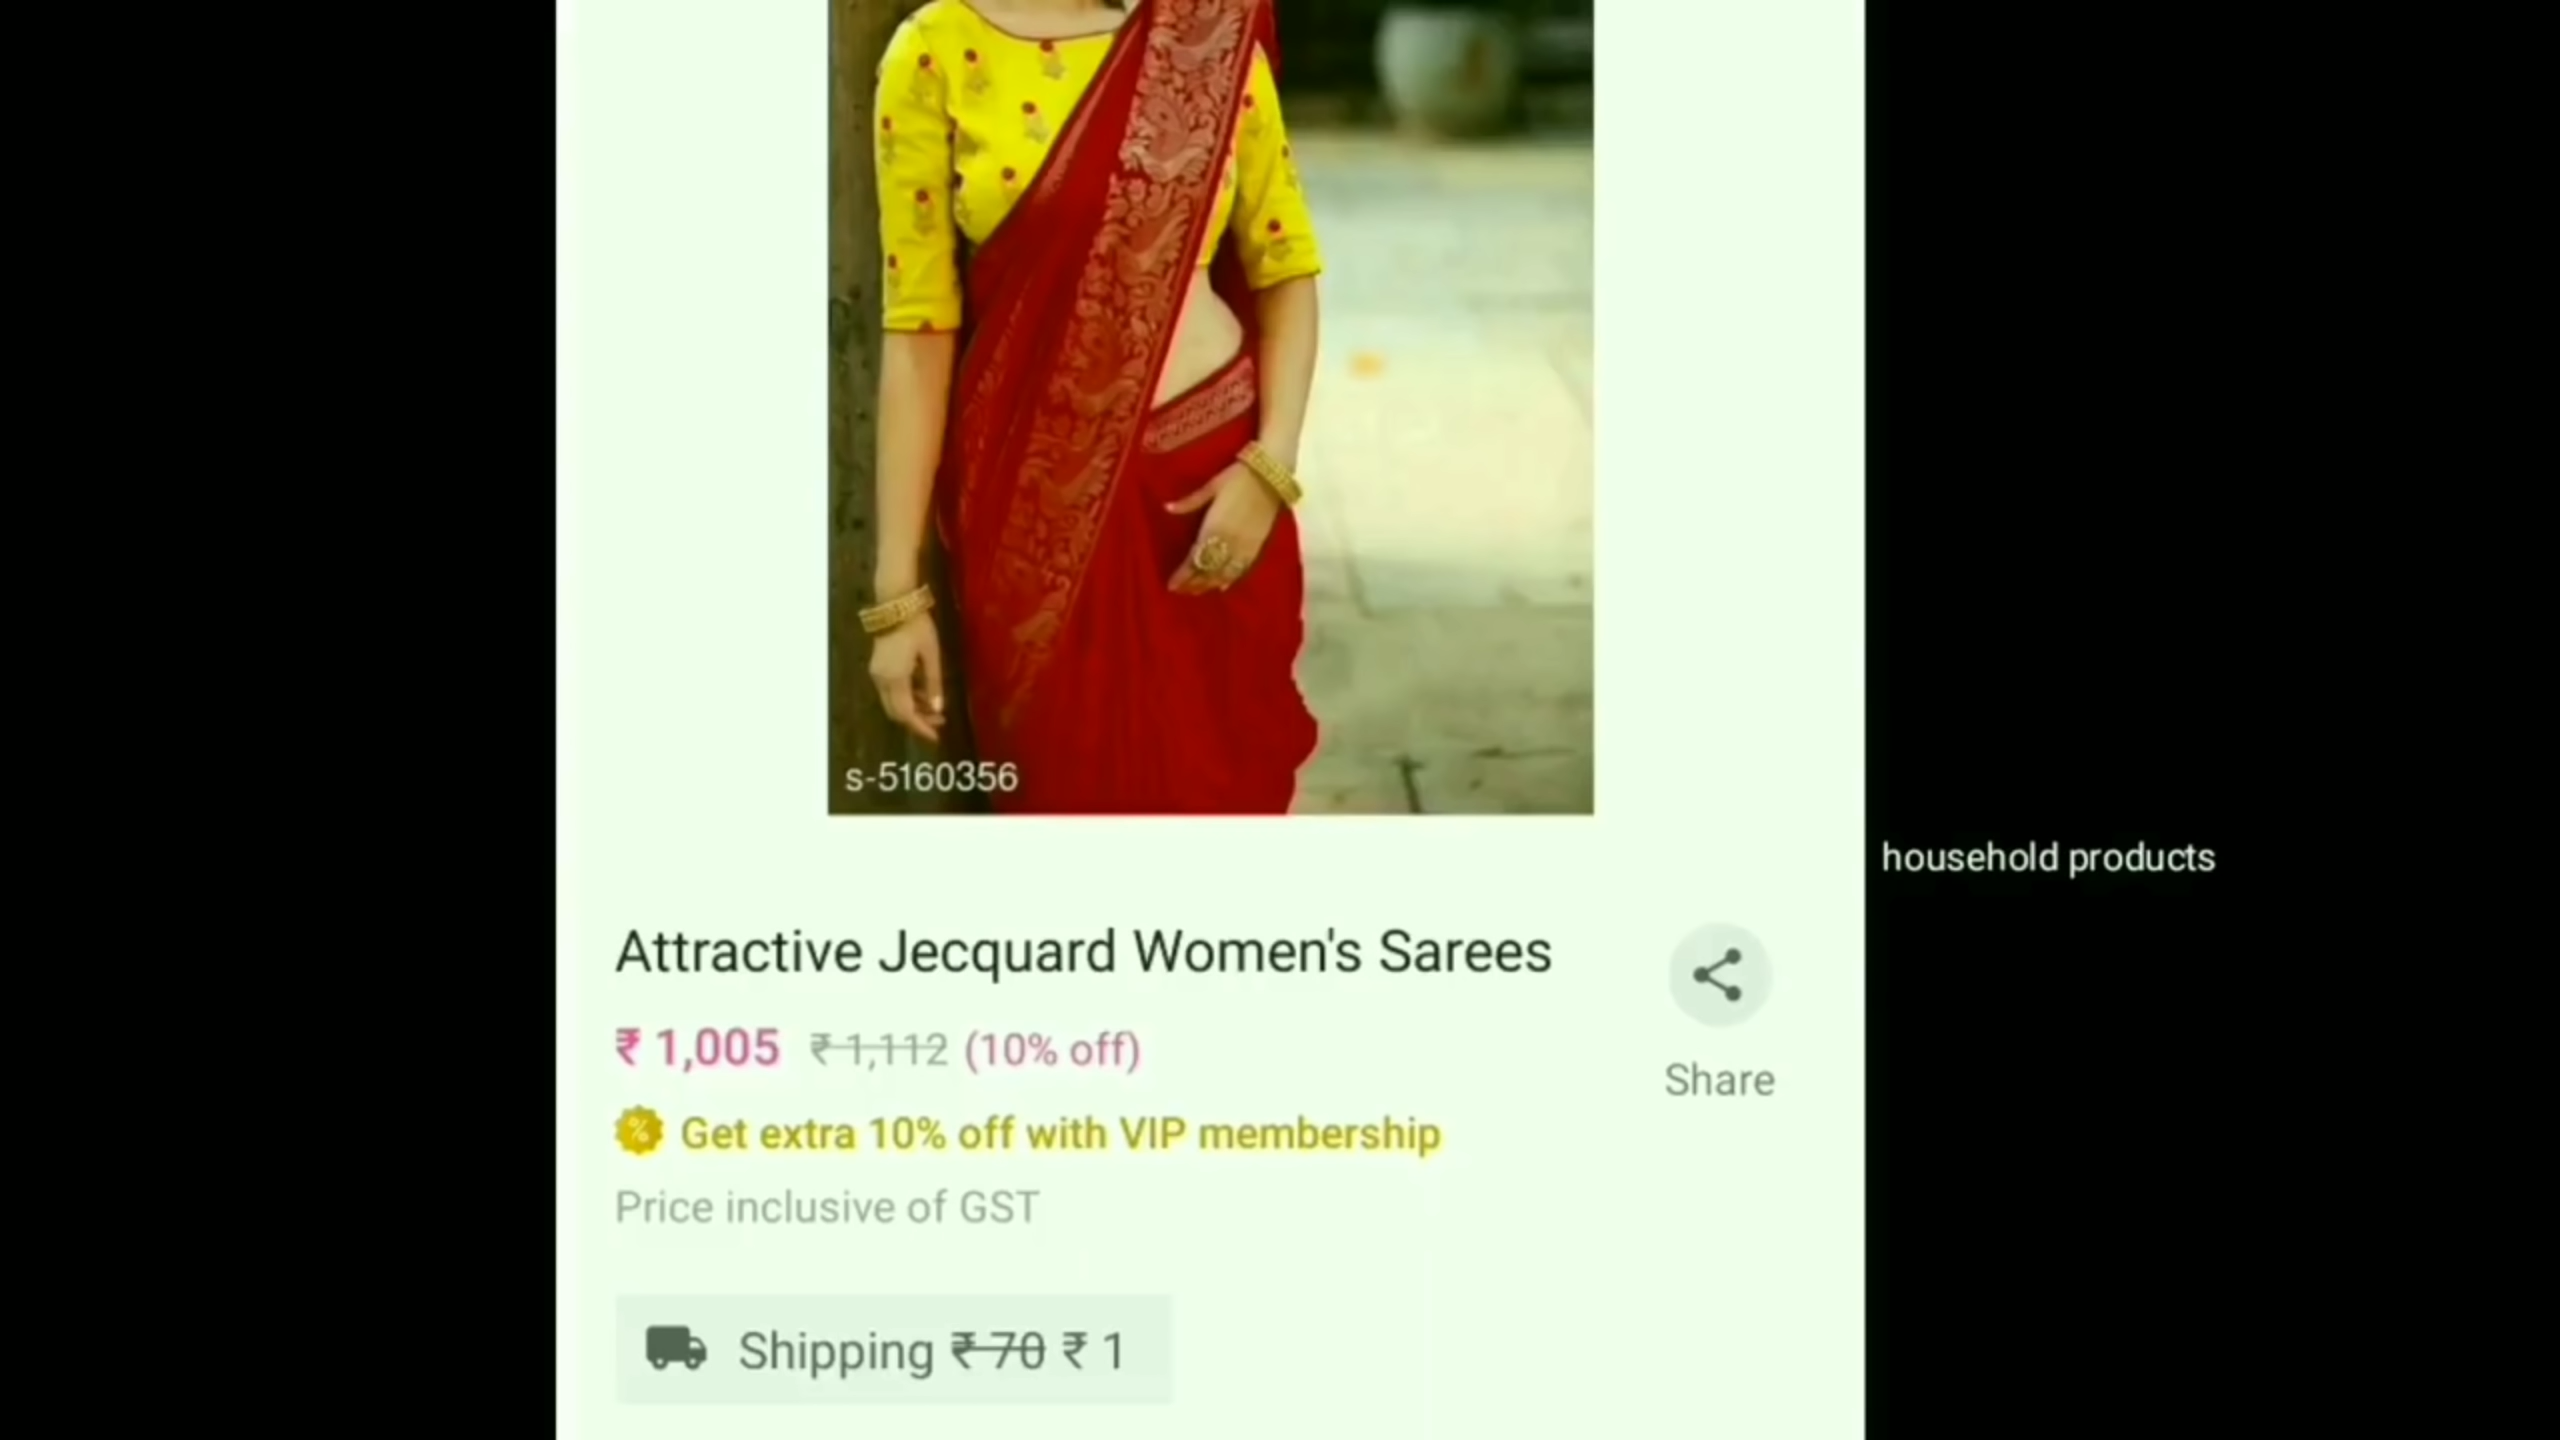 s-5160356
household products
Attractive Jecquard Women's Sarees
Share
₹ 1,005 ₹ 1,112 (10% off)
Get extra 10% off with VIP membership
Price inclusive of GST
Shipping ₹ 70 ₹ 1